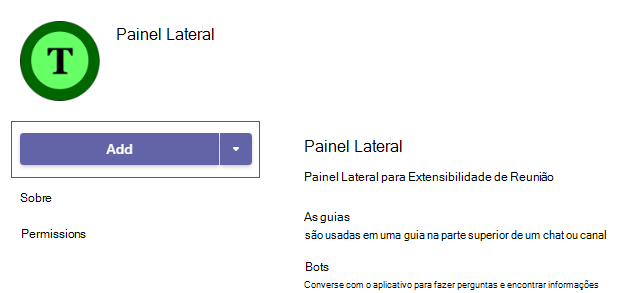 T
Painel Lateral
Add
Sobre
Permissions
Painel Lateral
Painel Lateral para Extensibilidade de Reunião
As guias
são usadas em uma guia na parte superior de um chat ou canal
Bots
Converse com o aplicativo para fazer perguntas e encontrar informações